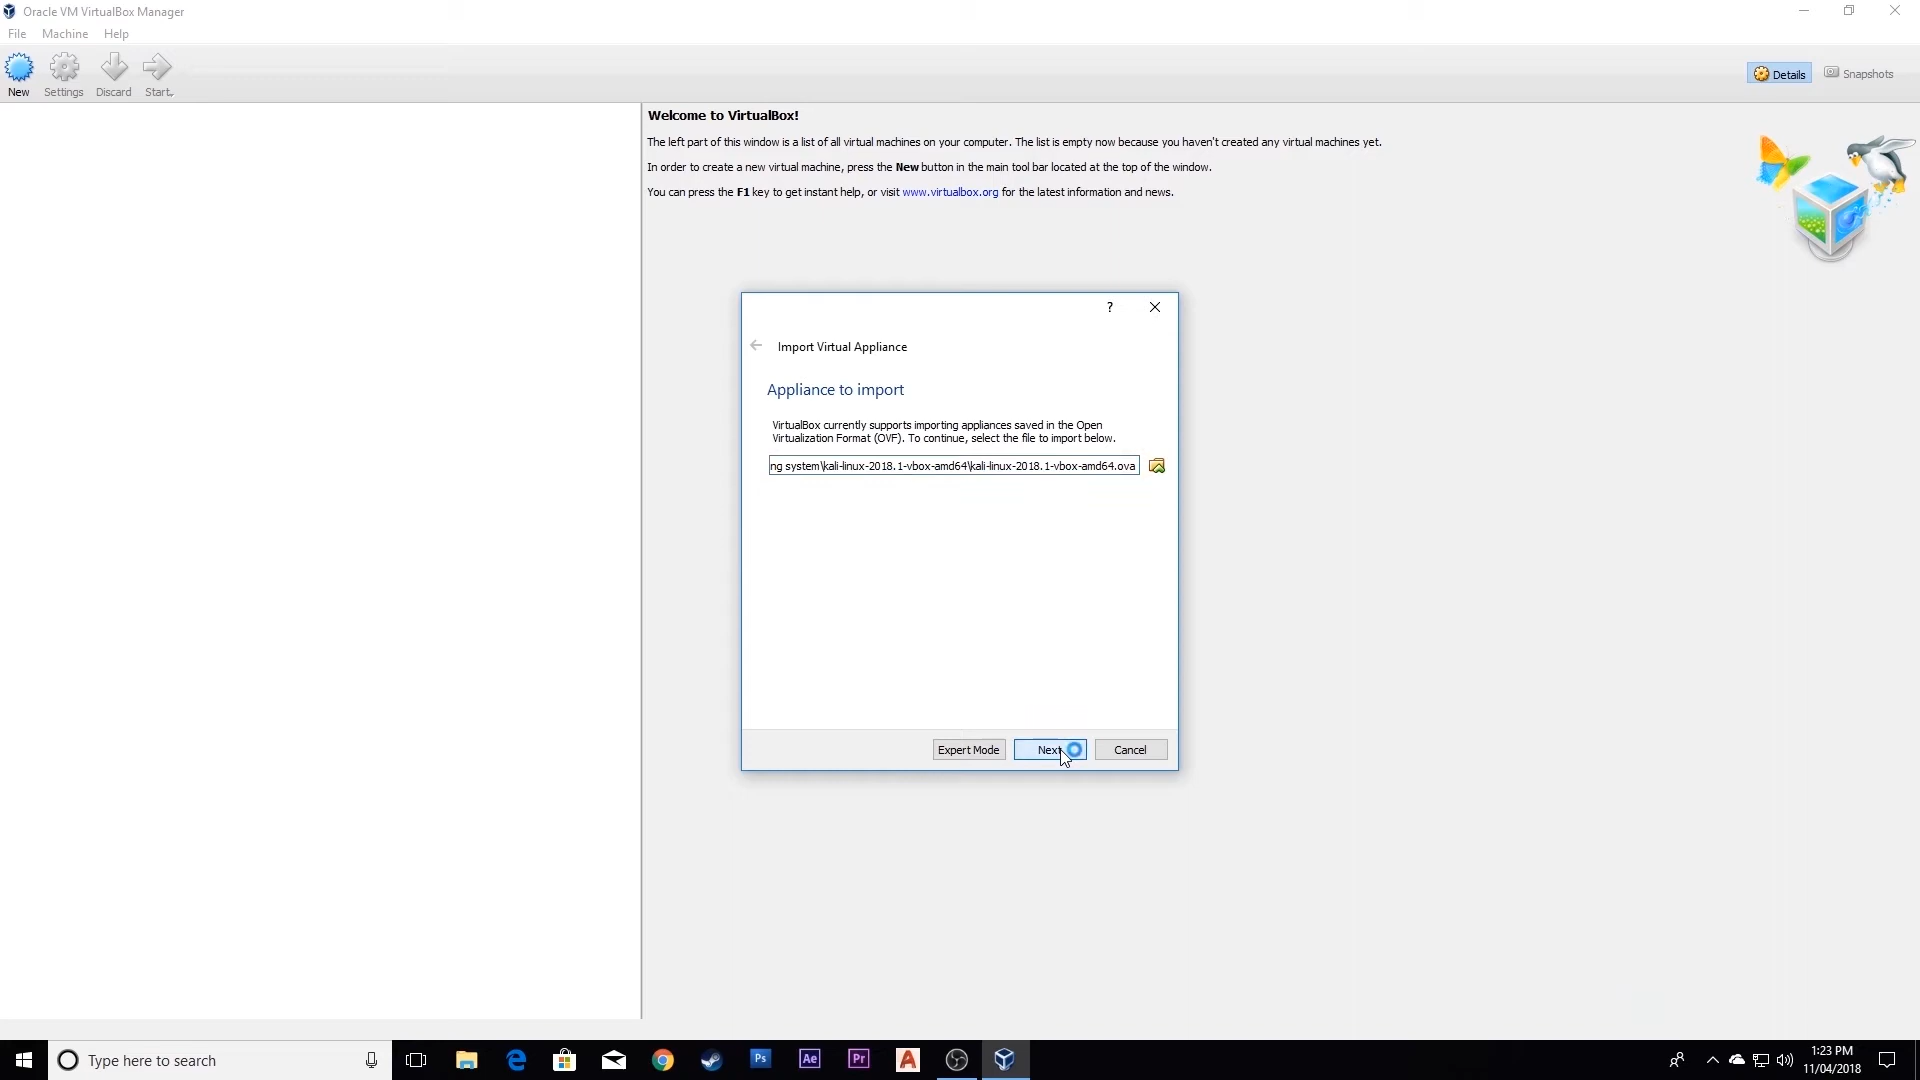 Oracle VM VirtualBox Manager
File Machine Help
New Settings Discard Start
Details Snapshots
Welcome to VirtualBox!
The left part of this window is a list of all virtual machines on your computer. The list is empty now because you haven't created any virtual machines yet.
In order to create a new virtual machine, press the New button in the main tool bar located at the top of the window.
You can press the F1 key to get instant help, or visit www.virtualbox.org for the latest information and news.
?
Import Virtual Appliance
Appliance to import
VirtualBox currently supports importing appliances saved in the Open
Virtualization Format (OVF). To continue, select the file to import below.
ng system\kali-linux-2018.1-vbox-amd64\kali-linux-2018.1-vbox-amd64.ova
Expert Mode Next Cancel
Type here to search
Ps Ae Pr A
1:23 PM
11/04/2018